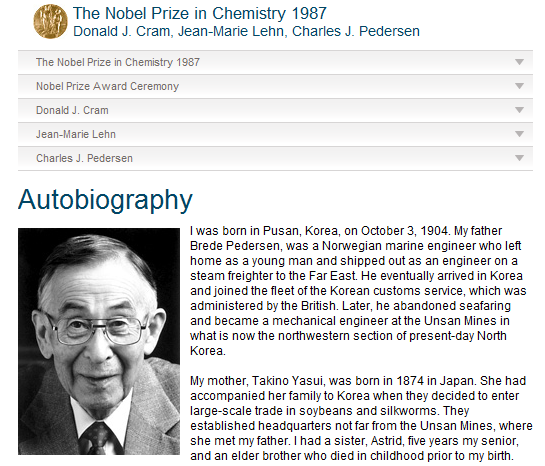 The Nobel Prize in Chemistry 1987
Donald J. Cram, Jean-Marie Lehn, Charles J. Pedersen
The Nobel Prize in Chemistry 1987
Nobel Prize Award Ceremony
Donald J. Cram
Jean-Marie Lehn
Charles J. Pedersen
Autobiography
I was born in Pusan, Korea, on October 3, 1904. My father
Brede Pedersen, was a Norwegian marine engineer who left
home as a young man and shipped out as an engineer on a
steam freighter to the Far East. He eventually arrived in Korea
and joined the fleet of the Korean customs service, which was
administered by the British. Later, he abandoned seafaring
and became a mechanical engineer at the Unsan Mines in
what is now the northwestern section of present-day North
Korea.
My mother, Takino Yasui, was born in 1874 in Japan. She had
accompanied her family to Korea when they decided to enter
large-scale trade in soybeans and silkworms. They
established headquarters not far from the Unsan Mines, where
she met my father. I had a sister, Astrid, five years my senior,
and an elder brother who died in childhood prior to my birth.